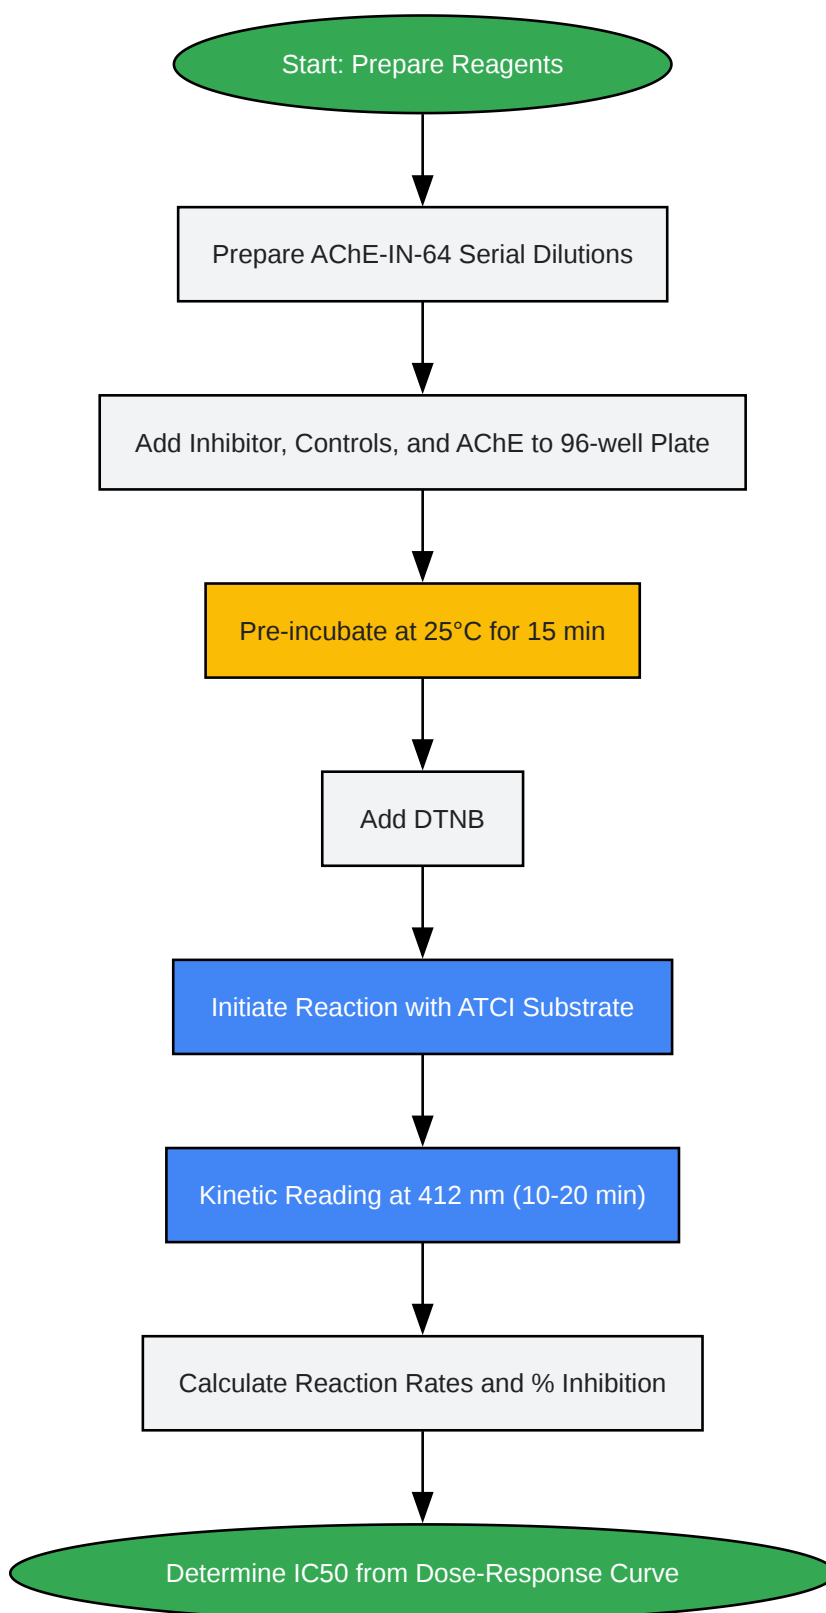 Start: Prepare Reagents
Prepare AChE-IN-64 Serial Dilutions
Add Inhibitor, Controls, and AChE to 96-well Plate
Pre-incubate at 25°C for 15 min
Add DTNB
Initiate Reaction with ATCI Substrate
Kinetic Reading at 412 nm (10-20 min)
Calculate Reaction Rates and % Inhibition
Determine IC50 from Dose-Response Curve